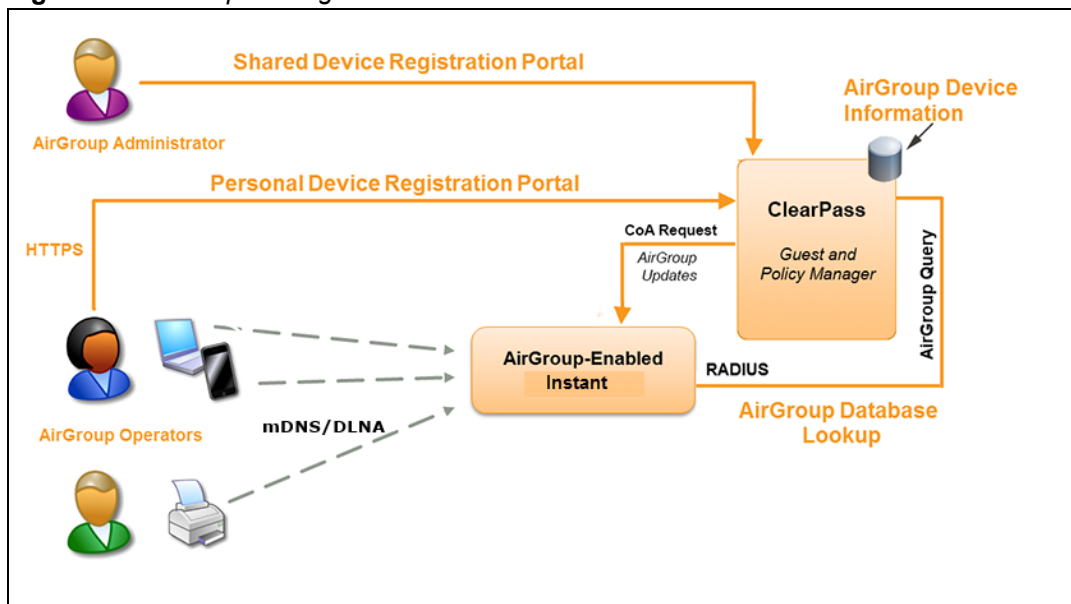 Shared Device Registration Portal
AirGroup Device
Information
AirGroup Administrator
Personal Device Registration Portal
ClearPass
Guest and
Policy Manager
CoA Request
AirGroup
Updates
HTTPS
AirGroup Query
AirGroup-Enabled
Instant
RADIUS
AirGroup Database
Lookup
mDNS/DLNA
AirGroup Operators